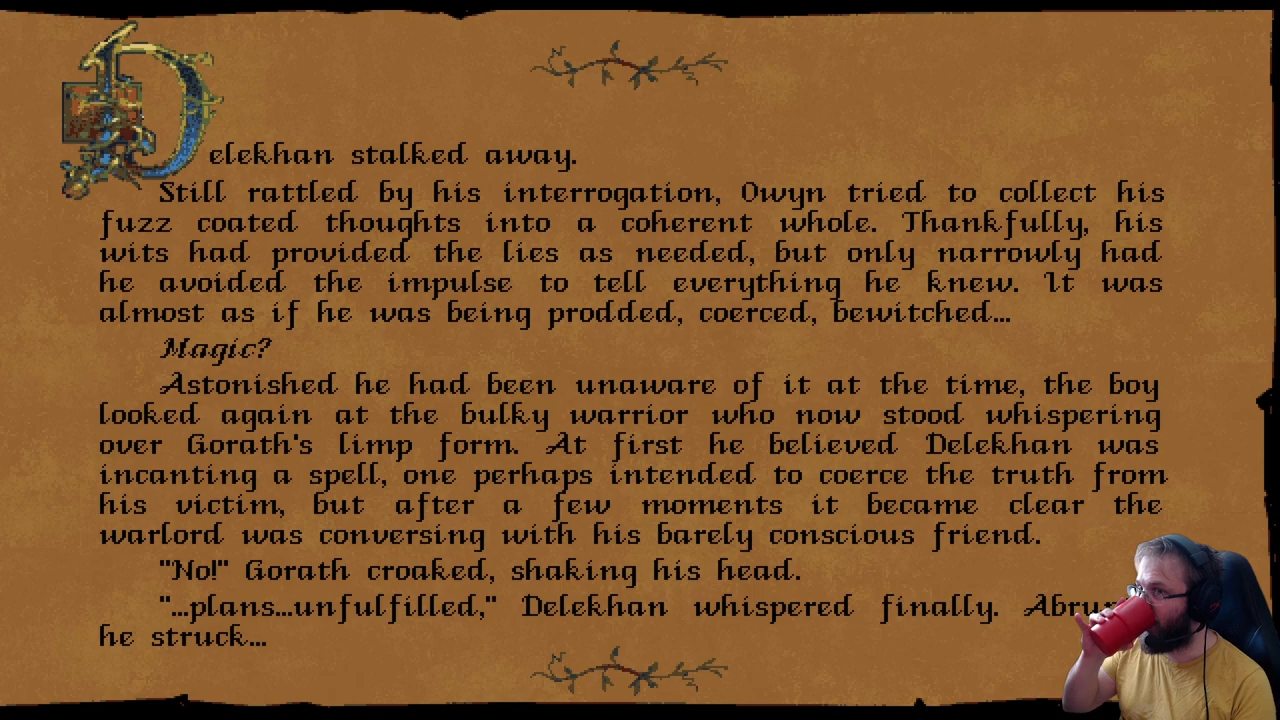 Delekhan stalked away.
Still rattled by his interrogation, Owyn tried to collect his
fuzz coated thoughts into a coherent whole. Thankfully, his
wits had provided the lies as needed, but only narrowly had
he avoided the impulse to tell everything he knew. It was
almost as if he was being prodded, coerced, bewitched...
Magic?
Astonished he had been unaware of it at the time, the boy
looked again at the bulky warrior who now stood whispering
over Gorath's limp form. At first he believed Delekhan was
incanting a spell, one perhaps intended to coerce the truth from
his victim, but after a few moments it became clear the
warlord was conversing with his barely conscious friend.
"No!" Gorath croaked, shaking his head.
"...plans...unfulfilled," Delekhan whispered finally.
he struck...